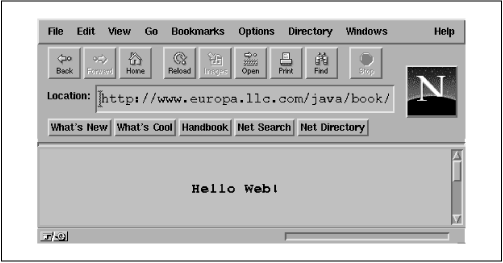 File Edit View Go Bookmarks Options Directory Windows Help
Back Forward Home Reload Images Open Print Find Stop
N
Location: http://www.europa.llc.com/java/book/
What's New What's Cool Handbook Net Search Net Directory
Hello Web!